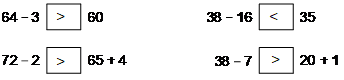 64 – 3 > 60 38 – 16 < 35
72 – 2 > 65 + 4 38 – 7 > 20 + 1